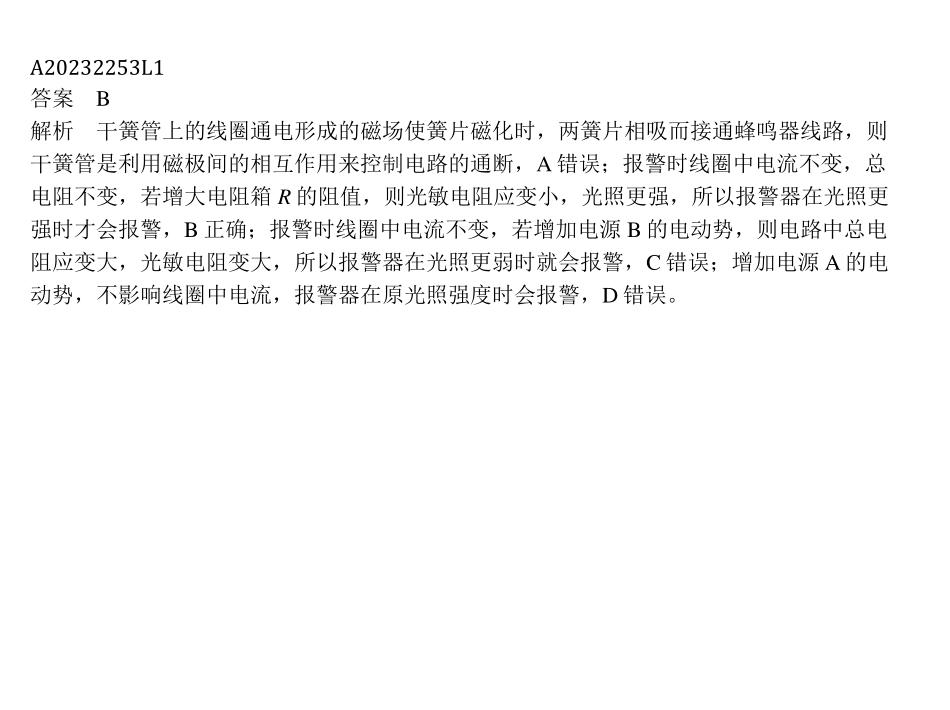 A20232253L1
答案　B
解析　干簧管上的线圈通电形成的磁场使簧片磁化时，两簧片相吸而接通蜂鸣器线路，则
干簧管是利用磁极间的相互作用来控制电路的通断，A 错误；报警时线圈中电流不变，总
电阻不变，若增大电阻箱 R 的阻值，则光敏电阻应变小，光照更强，所以报警器在光照更
强时才会报警，B 正确；报警时线圈中电流不变，若增加电源 B 的电动势，则电路中总电
阻应变大，光敏电阻变大，所以报警器在光照更弱时就会报警，C 错误；增加电源 A 的电
动势，不影响线圈中电流，报警器在原光照强度时会报警，D 错误。